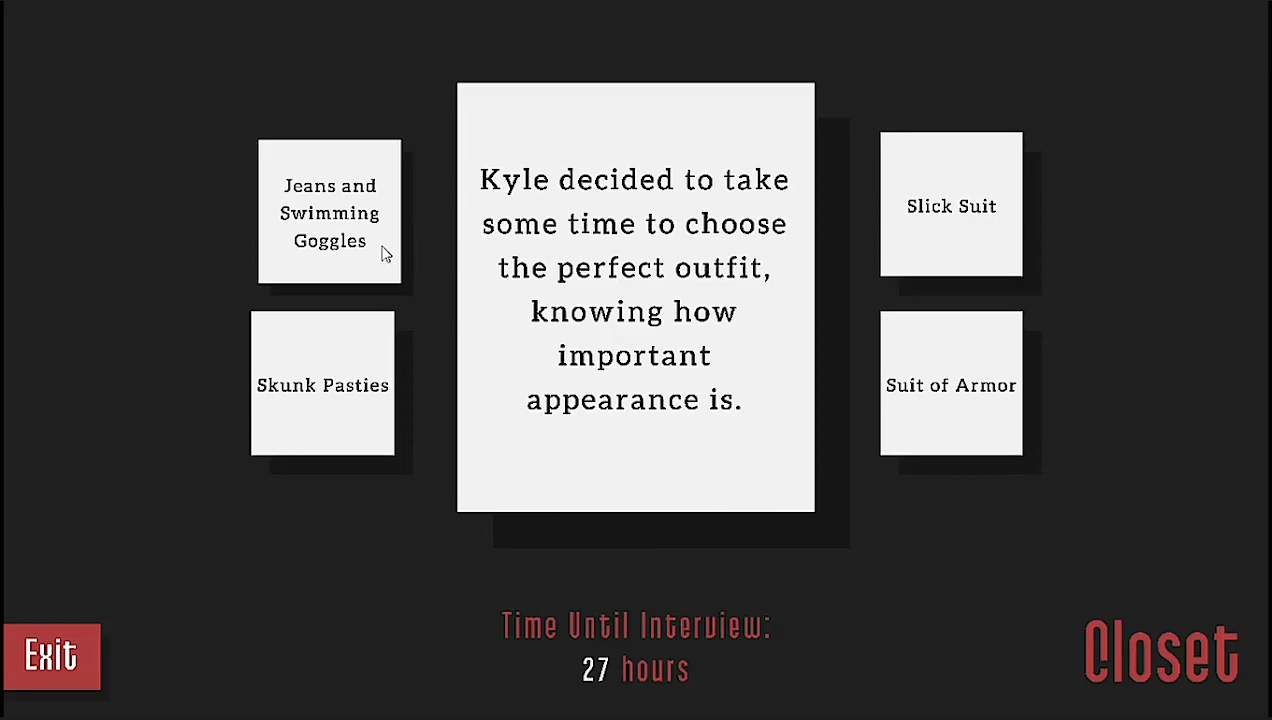 Jeans and
Swimming
Goggles
Skunk Pasties
Kyle decided to take
some time to choose
the perfect outfit,
knowing how
important
appearance is.
Slick Suit
Suit of Armor
Time Until Interview:
27 hours
Exit
Closet